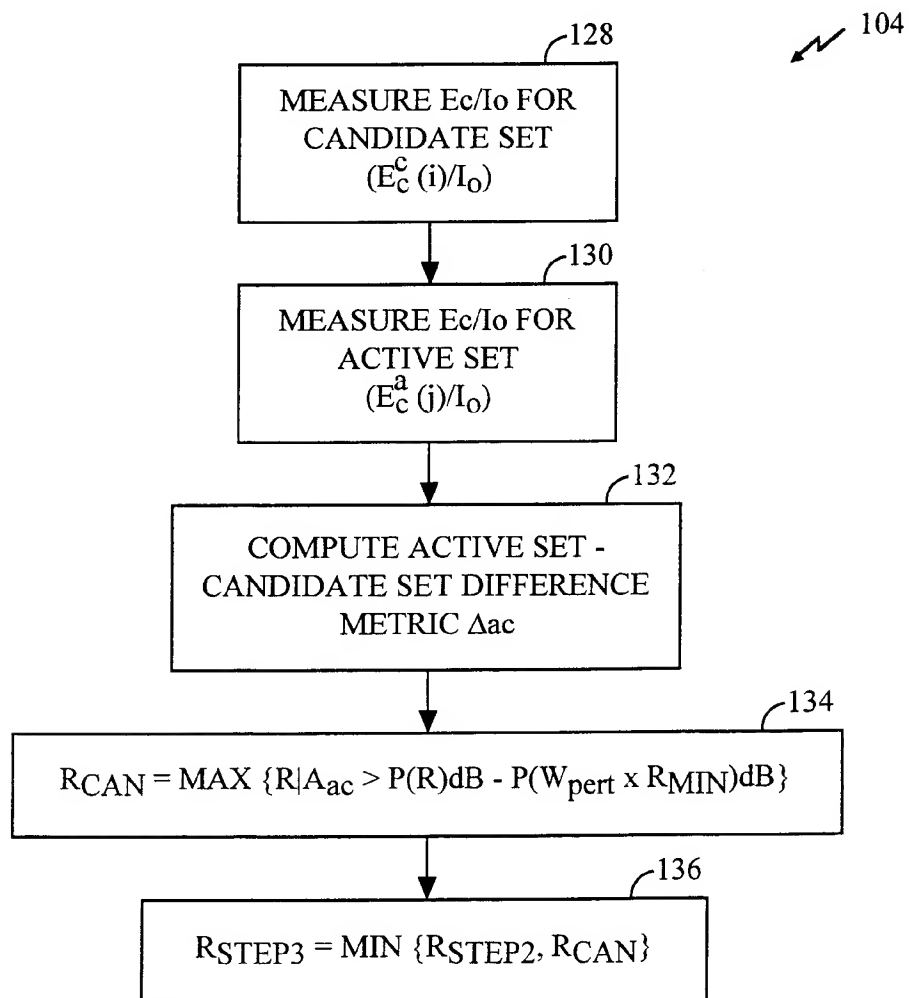 104
128
MEASURE Ec/Io FOR
CANDIDATE SET
(E_c^c (i)/I_o)
130
MEASURE Ec/Io FOR
ACTIVE SET
(E_c^a (j)/I_o)
132
COMPUTE ACTIVE SET -
CANDIDATE SET DIFFERENCE
METRIC Δac
134
R_CAN = MAX {R|A_ac > P(R)dB - P(W_pert x R_MIN)dB}
136
R_STEP3 = MIN {R_STEP2, R_CAN}